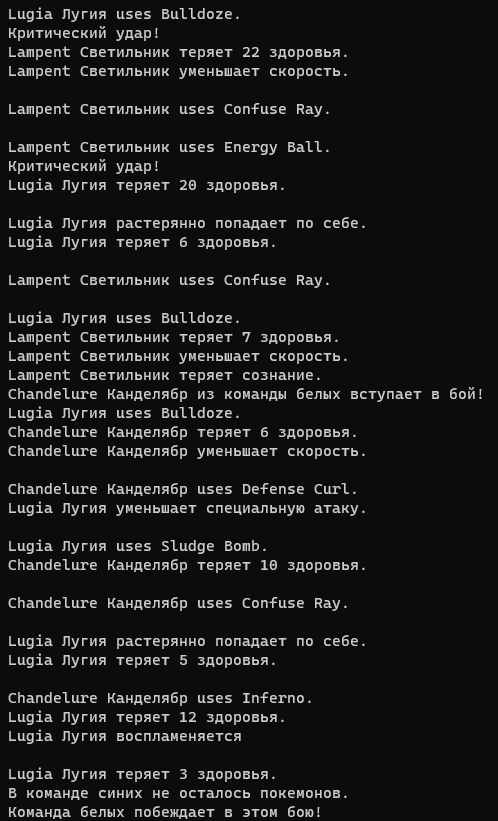 Lugia Лугия uses Bulldoze.
Критический удар!
Lampent Светильник теряет 22 здоровья.
Lampent Светильник уменьшает скорость.
Lampent Светильник uses Confuse Ray.
Lampent Светильник uses Energy Ball.
Критический удар!
Lugia Лугия теряет 20 здоровья.
Lugia Лугия растерянно попадает по себе.
Lugia Лугия теряет 6 здоровья.
Lampent Светильник uses Confuse Ray.
Lugia Лугия uses Bulldoze.
Lampent Светильник теряет 7 здоровья.
Lampent Светильник уменьшает скорость.
Lampent Светильник теряет сознание.
Chandelure Канделябр из команды белых вступает в бой!
Lugia Лугия uses Bulldoze.
Chandelure Канделябр теряет 6 здоровья.
Chandelure Канделябр уменьшает скорость.
Chandelure Канделябр uses Defense Curl.
Lugia Лугия уменьшает специальную атаку.
Lugia Лугия uses Sludge Bomb.
Chandelure Канделябр теряет 10 здоровья.
Chandelure Канделябр uses Confuse Ray.
Lugia Лугия растерянно попадает по себе.
Lugia Лугия теряет 5 здоровья.
Chandelure Канделябр uses Inferno.
Lugia Лугия теряет 12 здоровья.
Lugia Лугия воспламеняется
Lugia Лугия теряет 3 здоровья.
В команде синих не осталось покемонов.
Команда белых побеждает в этом бою!